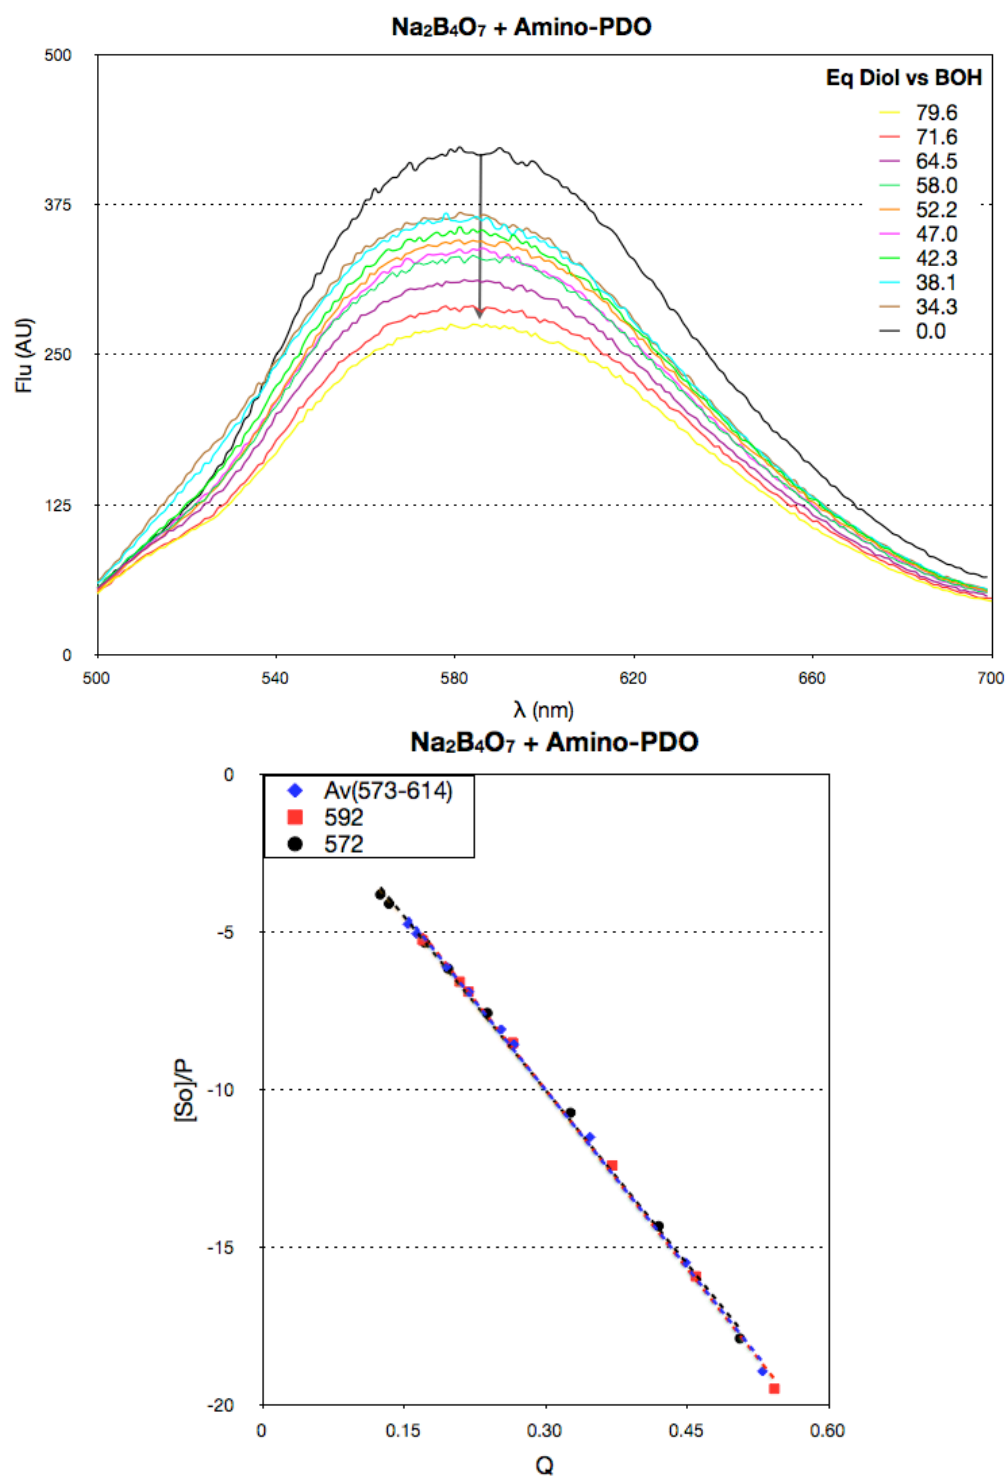 Na₂B₄O₇ + Amino-PDO
500
375
250
125
0
Flu (AU)
Eq Diol vs BOH
79.6
71.6
64.5
58.0
52.2
47.0
42.3
38.1
34.3
0.0
500 540 580 620 660 700
λ (nm)
Na₂B₄O₇ + Amino-PDO
0
-5
-10
-15
-20
[So]/P
Av(573-614)
592
572
0 0.15 0.30 0.45 0.60
Q